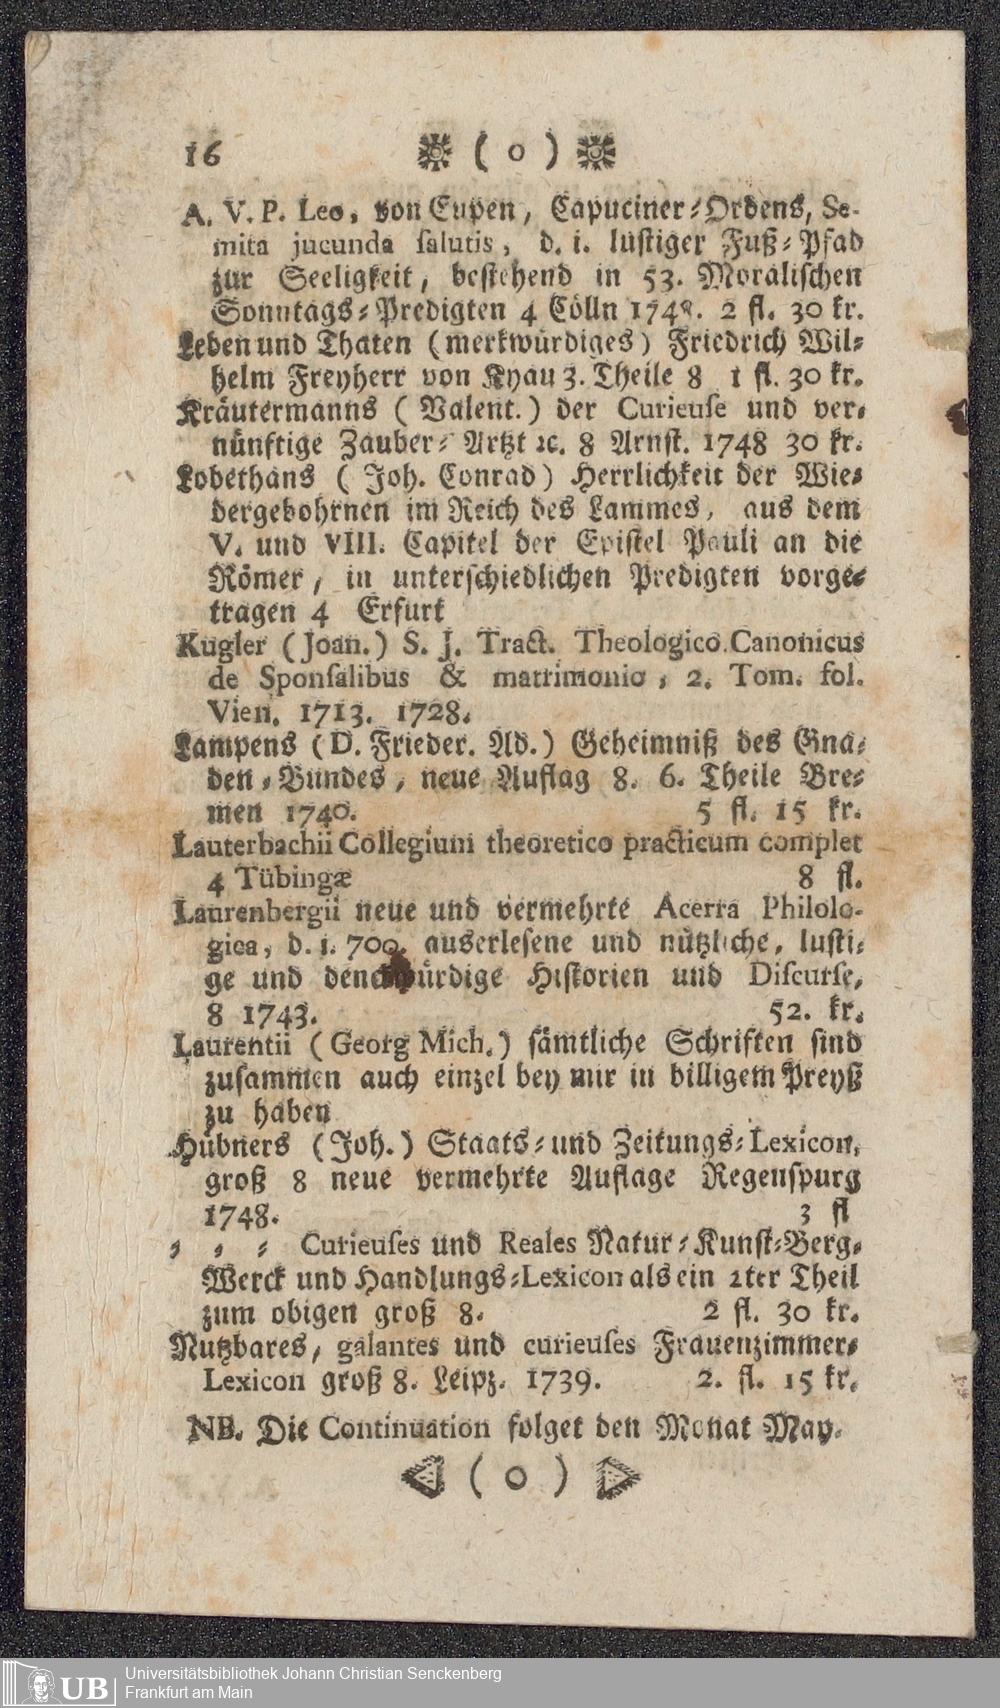 16 ( o )
A. V. P. Leo, von Eupen, Capuciner-Ordens, Se-
mita jucunda salutis, d. i. lustiger Fuß-Pfad
zur Seeligkeit, bestehend in 53. Moralischen
Sonntags-Predigten 4 Cölln 1748. 2 fl. 30 kr.
Leben und Thaten (merkwürdiges) Friedrich Wil-
helm Freyherr von Kyau 3. Theile 8 1 fl. 30 kr.
Kräutermanns (Valent.) der Curieuse und ver-
nünftige Zauber-Artzt ꝛc. 8 Arnst. 1748 30 kr.
Lobethans (Joh. Conrad) Herrlichkeit der Wie-
dergebohrnen im Reich des Lammes, aus dem
V. und VIII. Capitel der Epistel Pauli an die
Römer, in unterschiedlichen Predigten vorge-
tragen 4 Erfurt
Kugler (Joan.) S. J. Tract. Theologico.Canonicus
de Sponsalibus & matrimonio, 2. Tom. fol.
Vien. 1713. 1728.
Lampens (D. Frieder. Ad.) Geheimniß des Gna-
den-Bundes, neue Auflag 8. 6. Theile Bre-
men 1740. 5 fl. 15 kr.
Lauterbachii Collegium theoretico practicum complet
4 Tübingæ 8 fl.
Laurenbergii neue und vermehrte Acerra Philolo-
gica, d. i. 700. auserlesene und nützliche, lusti-
ge und denckwürdige Historien und Discurse,
8 1743. 52. kr.
Laurentii (Georg Mich.) sämtliche Schriften sind
zusammen auch einzel bey mir in billigem Preyß
zu haben
Hübners (Joh.) Staats-und Zeitungs-Lexicon,
groß 8 neue vermehrte Auflage Regenspurg
1748. 3 fl
- - - Curieuses und Reales Natur-Kunst-Berg-
Werck und Handlungs-Lexicon als ein 2ter Theil
zum obigen groß 8. 2 fl. 30 kr.
Nutzbares, galantes und curieuses Frauenzimmer-
Lexicon groß 8. Leipz. 1739. 2. fl. 15 kr.
NB. Die Continuation folget den Monat May.
( o )
UB Universitätsbibliothek Johann Christian Senckenberg
Frankfurt am Main